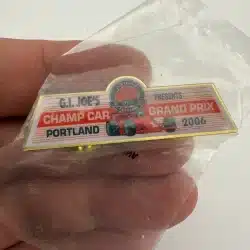 G.I. JOE'S PRESENTS
CHAMP CAR GRAND PRIX
PORTLAND 2006